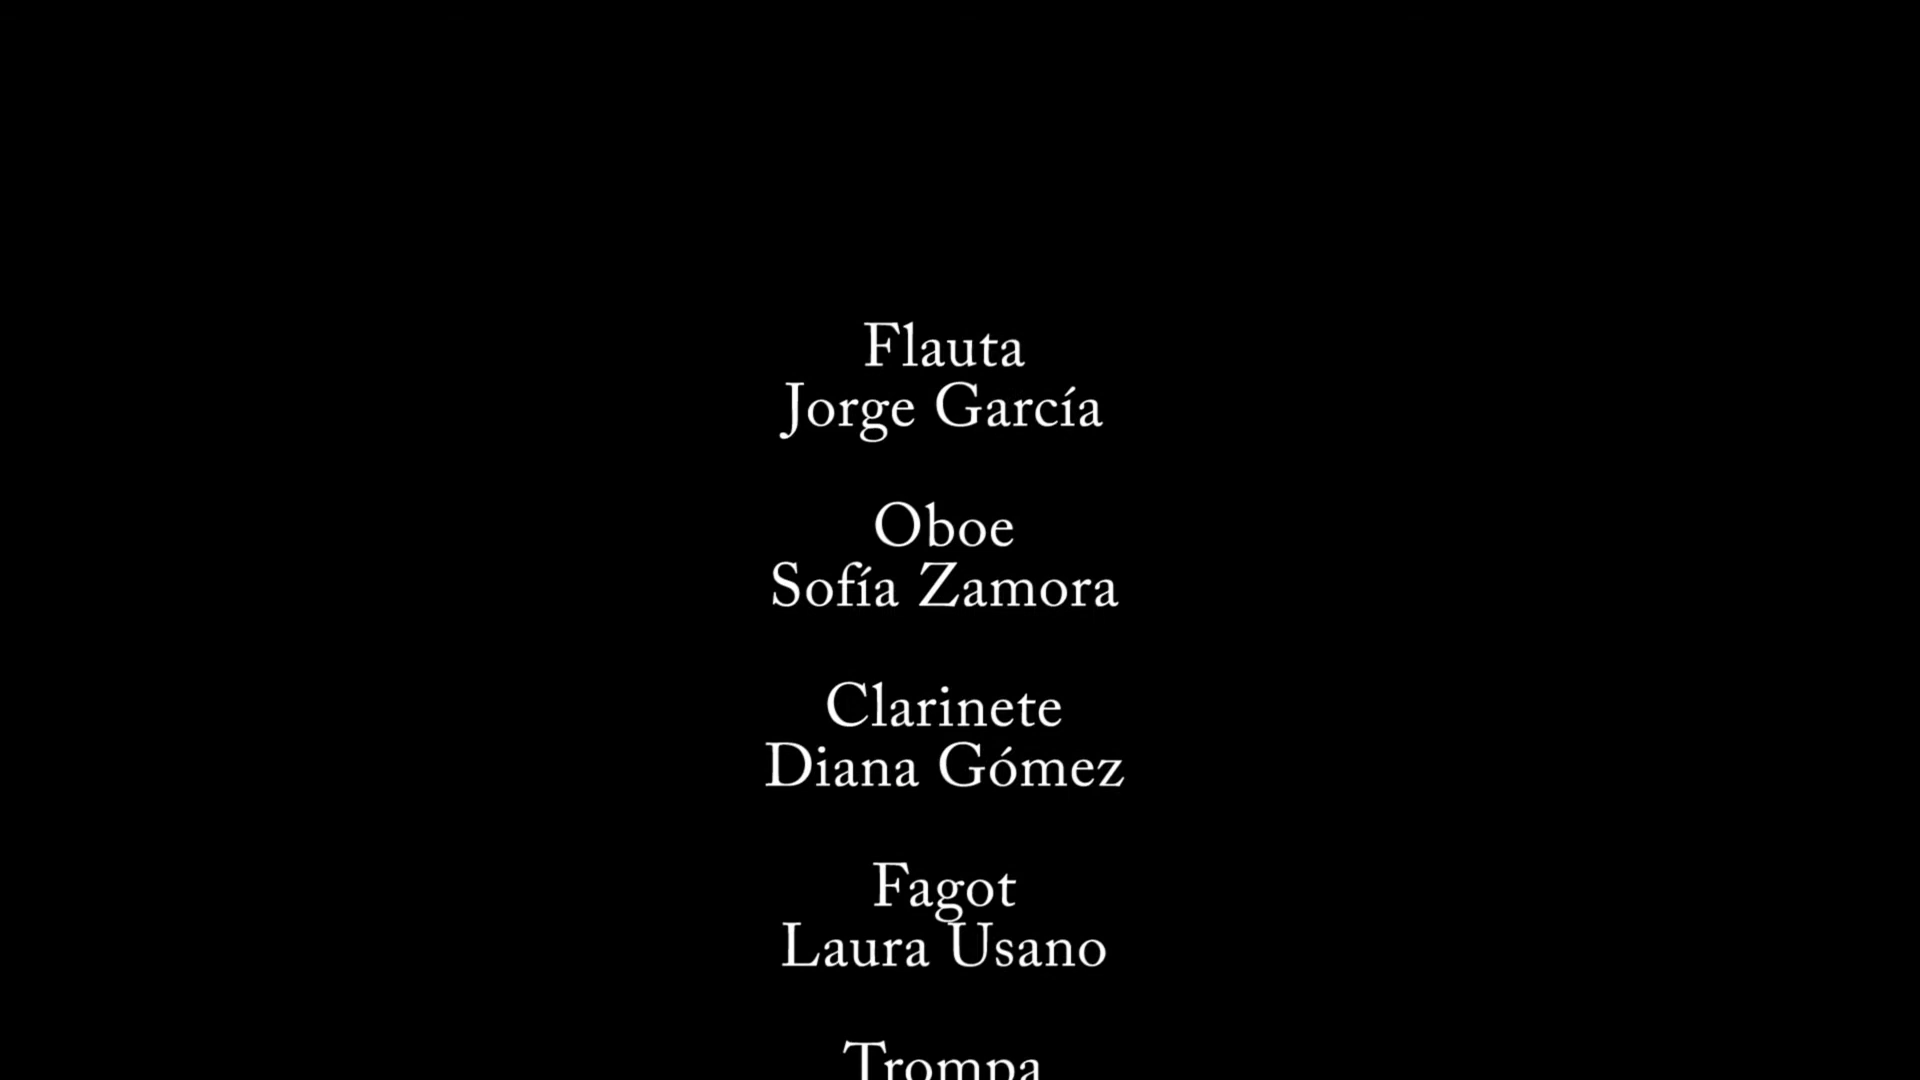 Flauta
Jorge García
Oboe
Sofía Zamora
Clarinete
Diana Gómez
Fagot
Laura Usano
Trompa